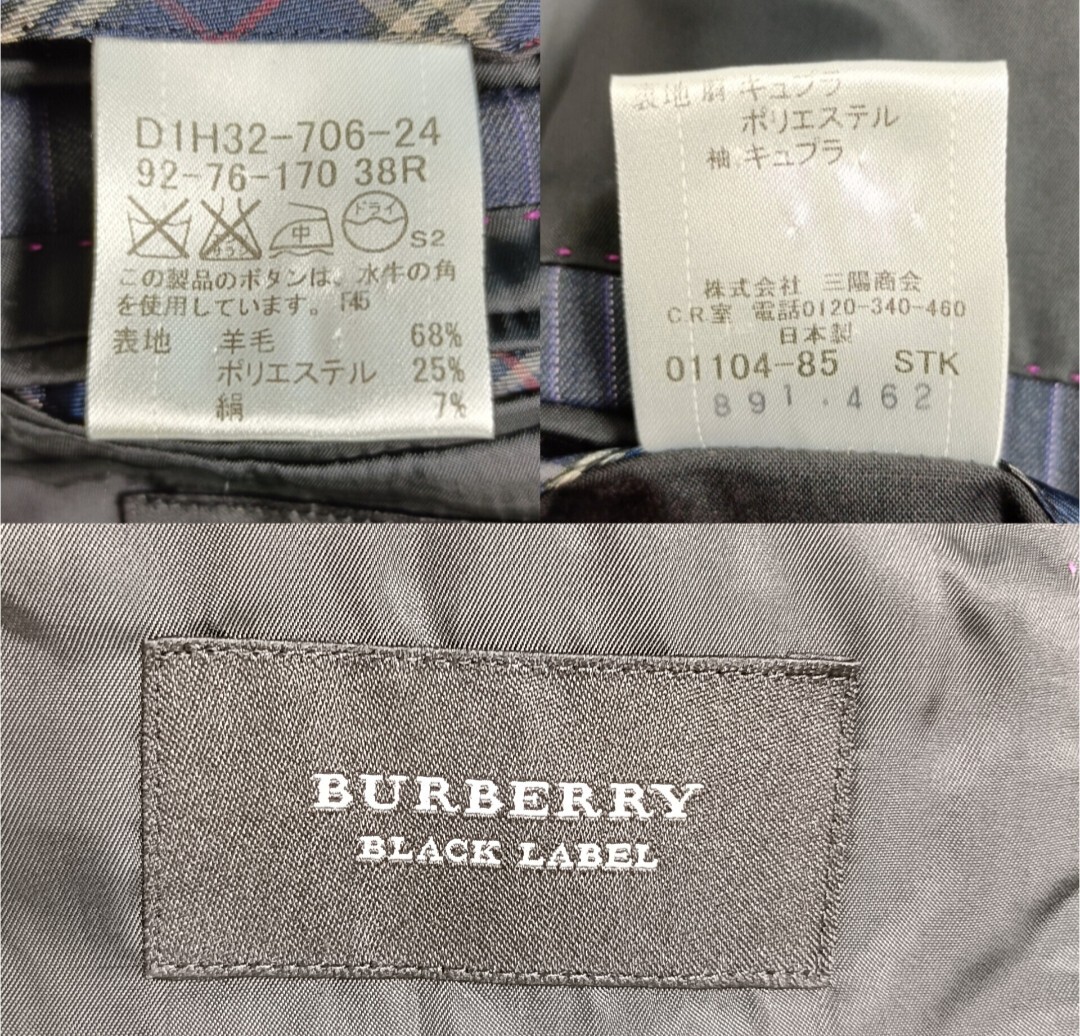 D1H32-706-24
92-76-170 38R
中 ドライ S2
この製品のボタンは、水牛の角
を使用しています。
表地 羊毛 68%
ポリエステル 25%
絹 7%
キュプラ
ポリエステル
袖 キュプラ
株式会社 三陽商会
C.R.室 電話0120-340-460
日本製
01104-85 STK
891.462
BURBERRY
BLACK LABEL